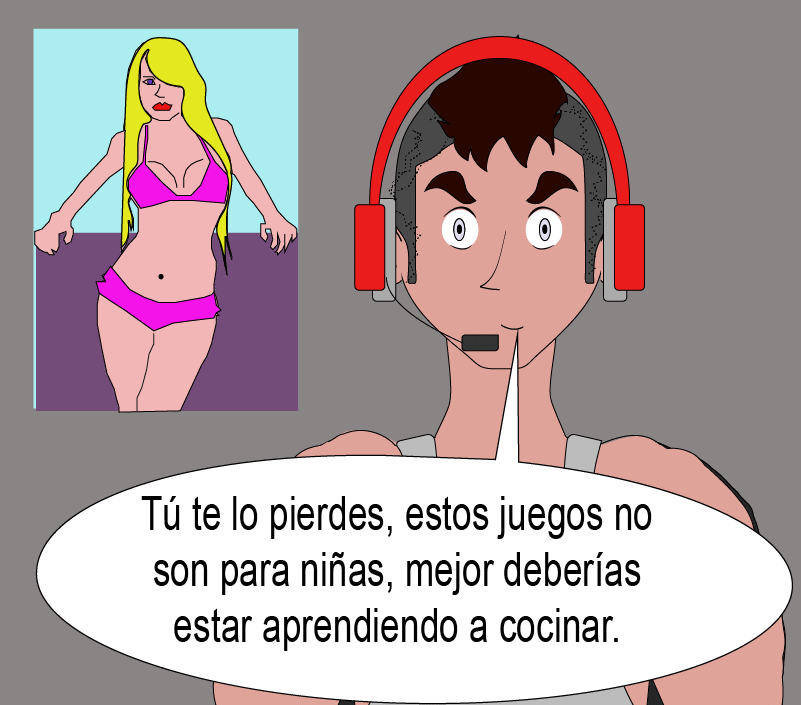 Tú te lo pierdes, estos juegos no
son para niñas, mejor deberías
estar aprendiendo a cocinar.